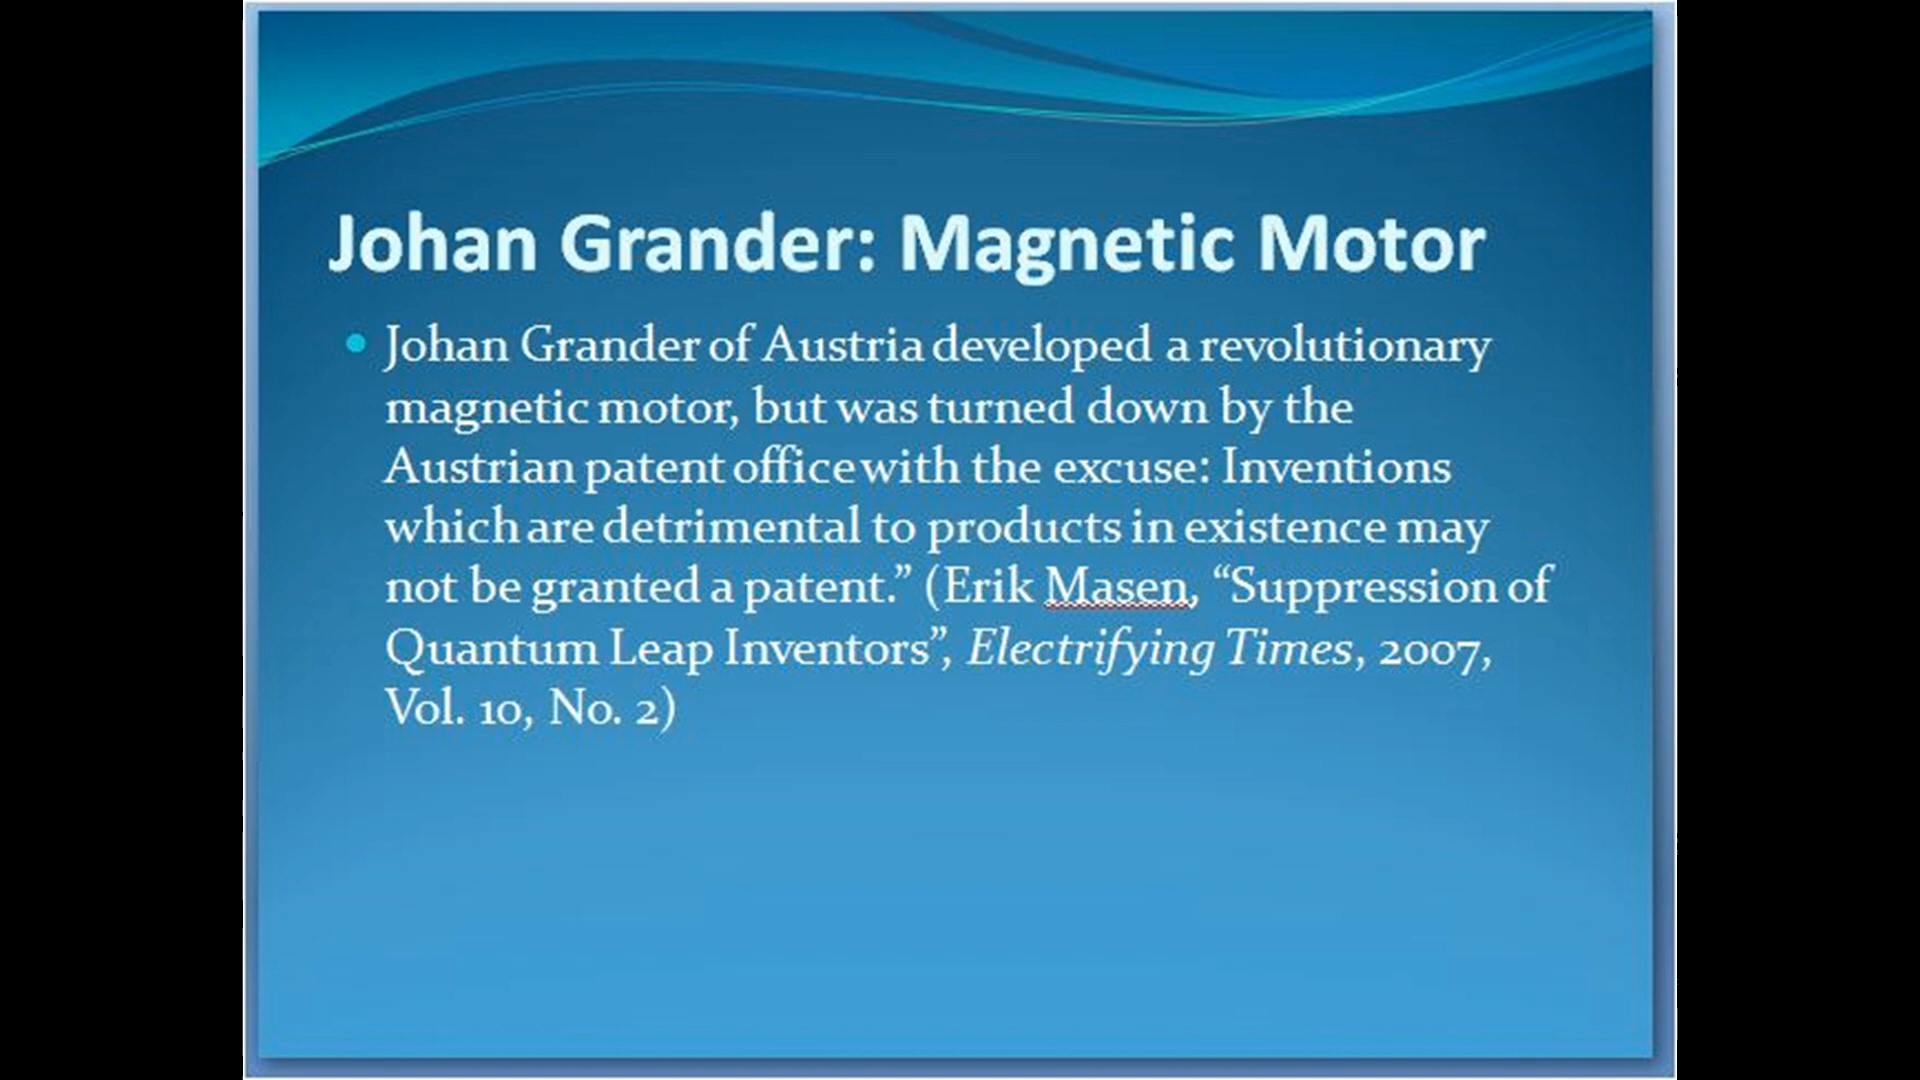 Johan Grander: Magnetic Motor
• Johan Grander of Austria developed a revolutionary
magnetic motor, but was turned down by the
Austrian patent office with the excuse: Inventions
which are detrimental to products in existence may
not be granted a patent.” (Erik Masen, “Suppression of
Quantum Leap Inventors”, Electrifying Times, 2007,
Vol. 10, No. 2)